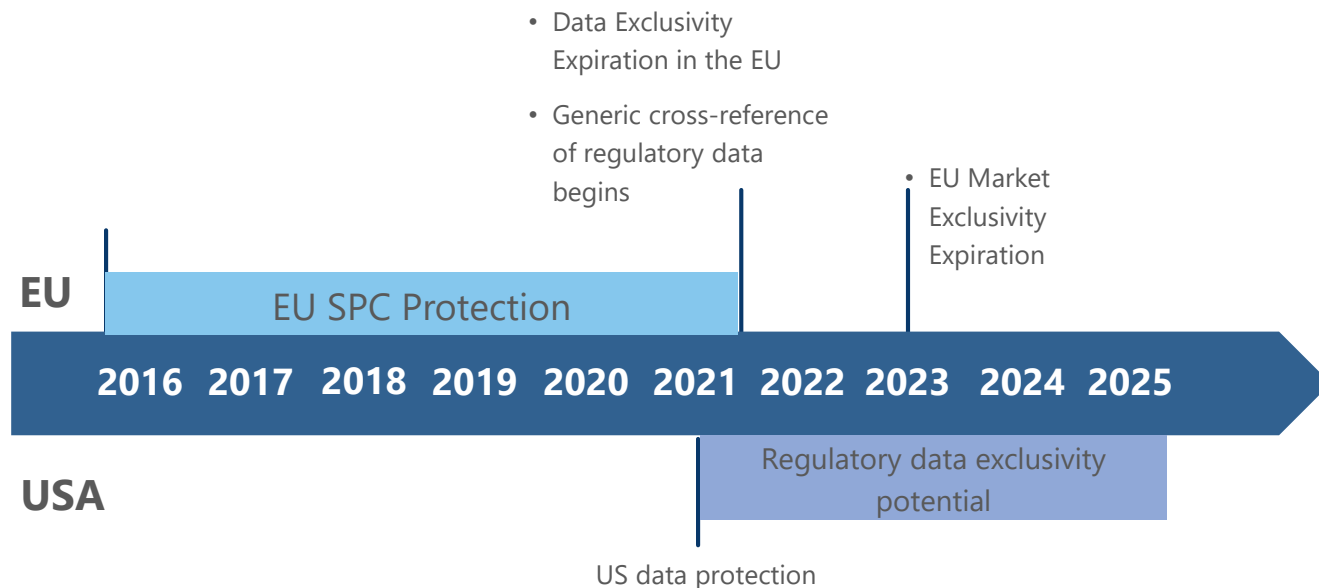 • Data Exclusivity
Expiration in the EU
• Generic cross-reference
of regulatory data
begins
• EU Market
Exclusivity
Expiration
EU
EU SPC Protection
2016 2017 2018 2019 2020 2021 2022 2023 2024 2025
USA
Regulatory data exclusivity
potential
US data protection